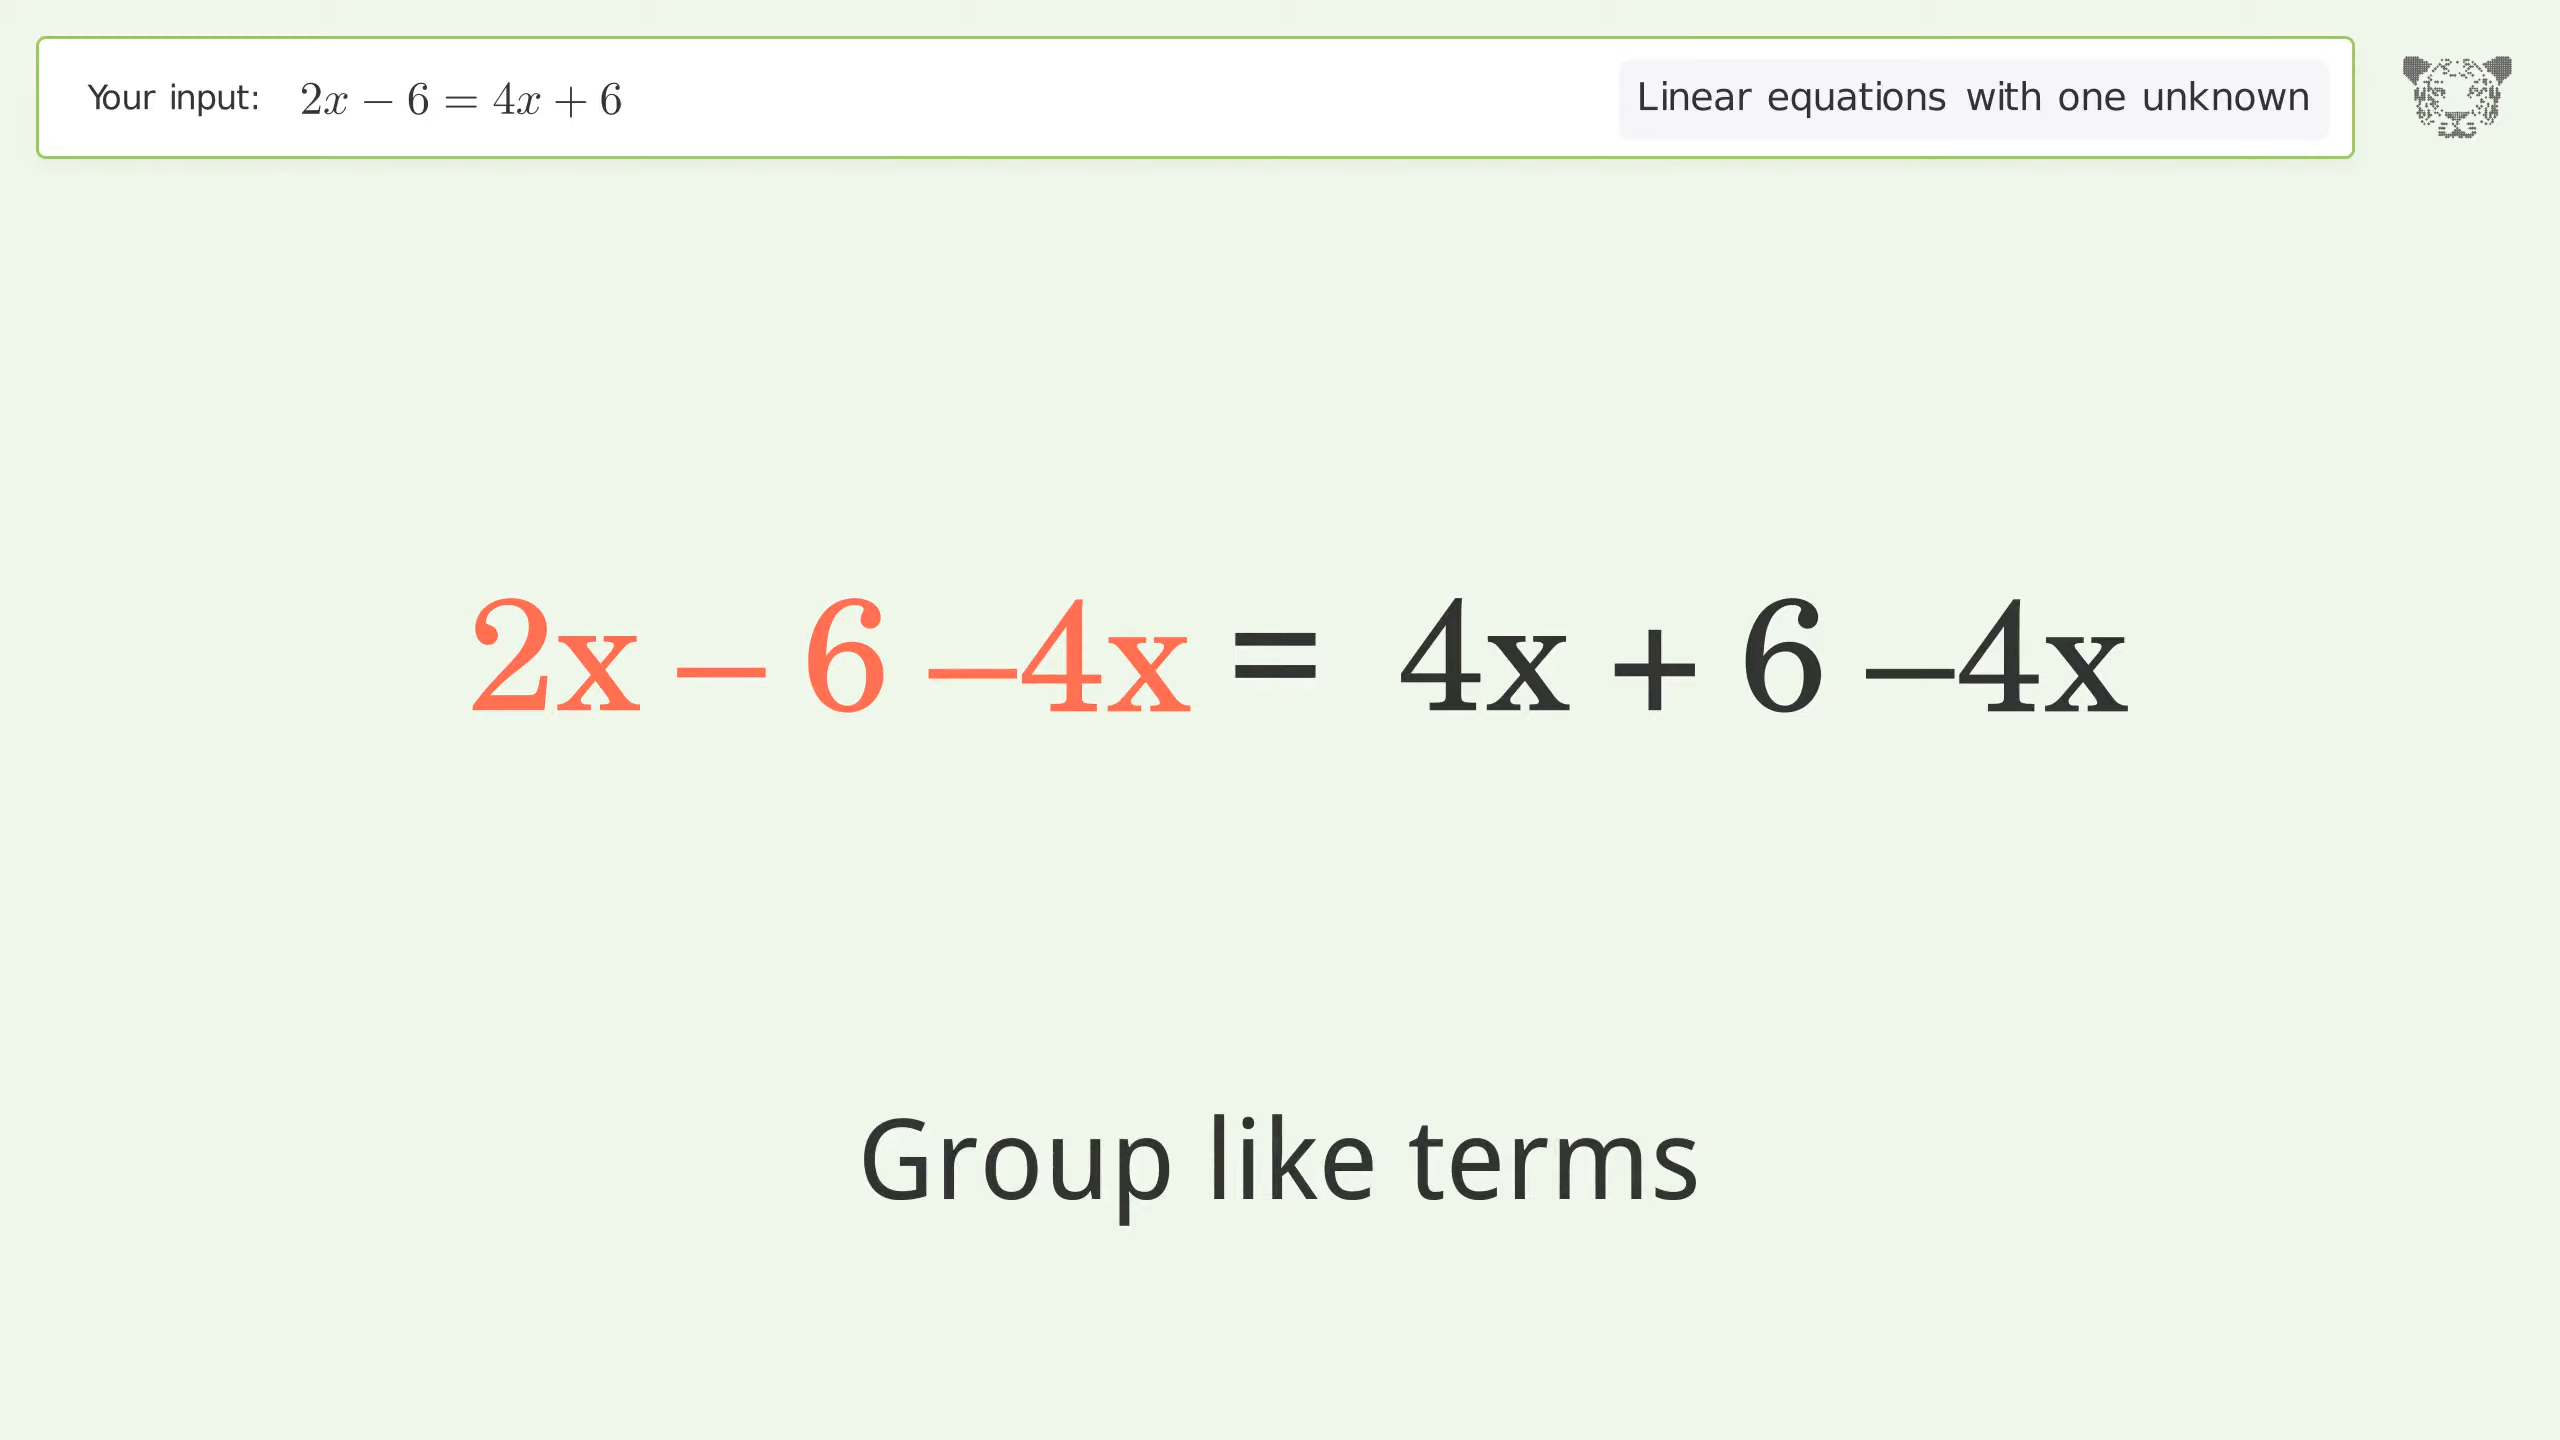 Your input: 2x − 6 = 4x + 6 Linear equations with one unknown
2x – 6 –4x = 4x + 6 –4x
Group like terms